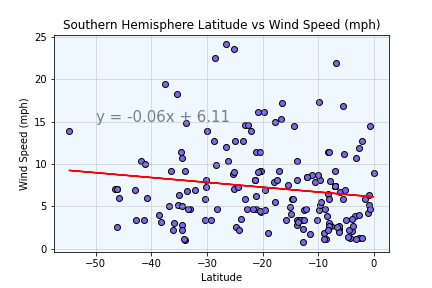 Southern Hemisphere Latitude vs Wind Speed (mph)
25
20
y = -0.06x + 6.11
15
10
5
0
Wind Speed (mph)
−50 −40 −30 −20 −10 0
Latitude